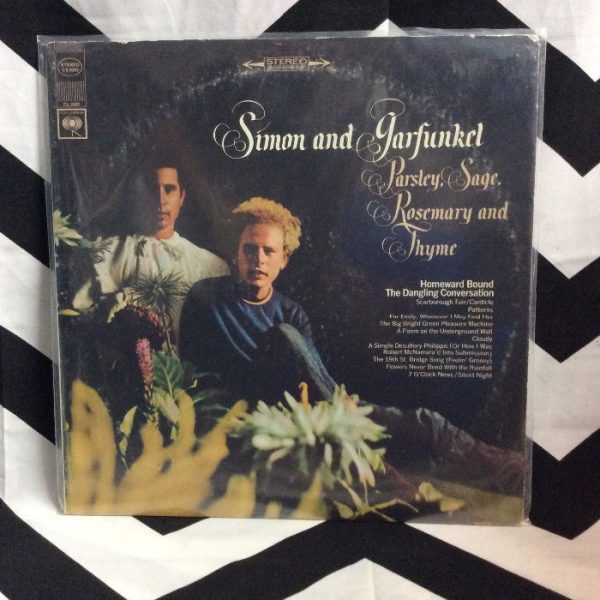 STEREO
STEREO
Simon and Garfunkel
Parsley, Sage,
Rosemary and
Thyme
Homeward Bound
The Dangling Conversation
Scarborough Fair/Canticle
Patterns
For Emily, Whenever I May Find Her
The Big Bright Green Pleasure Machine
A Poem on the Underground Wall
Cloudy
A Simple Desultory Philippic (Or How I Was
Robert McNamara'd Into Submission)
The 59th St. Bridge Song (Feelin' Groovy)
Flowers Never Bend With the Rainfall
7 O'Clock News/Silent Night